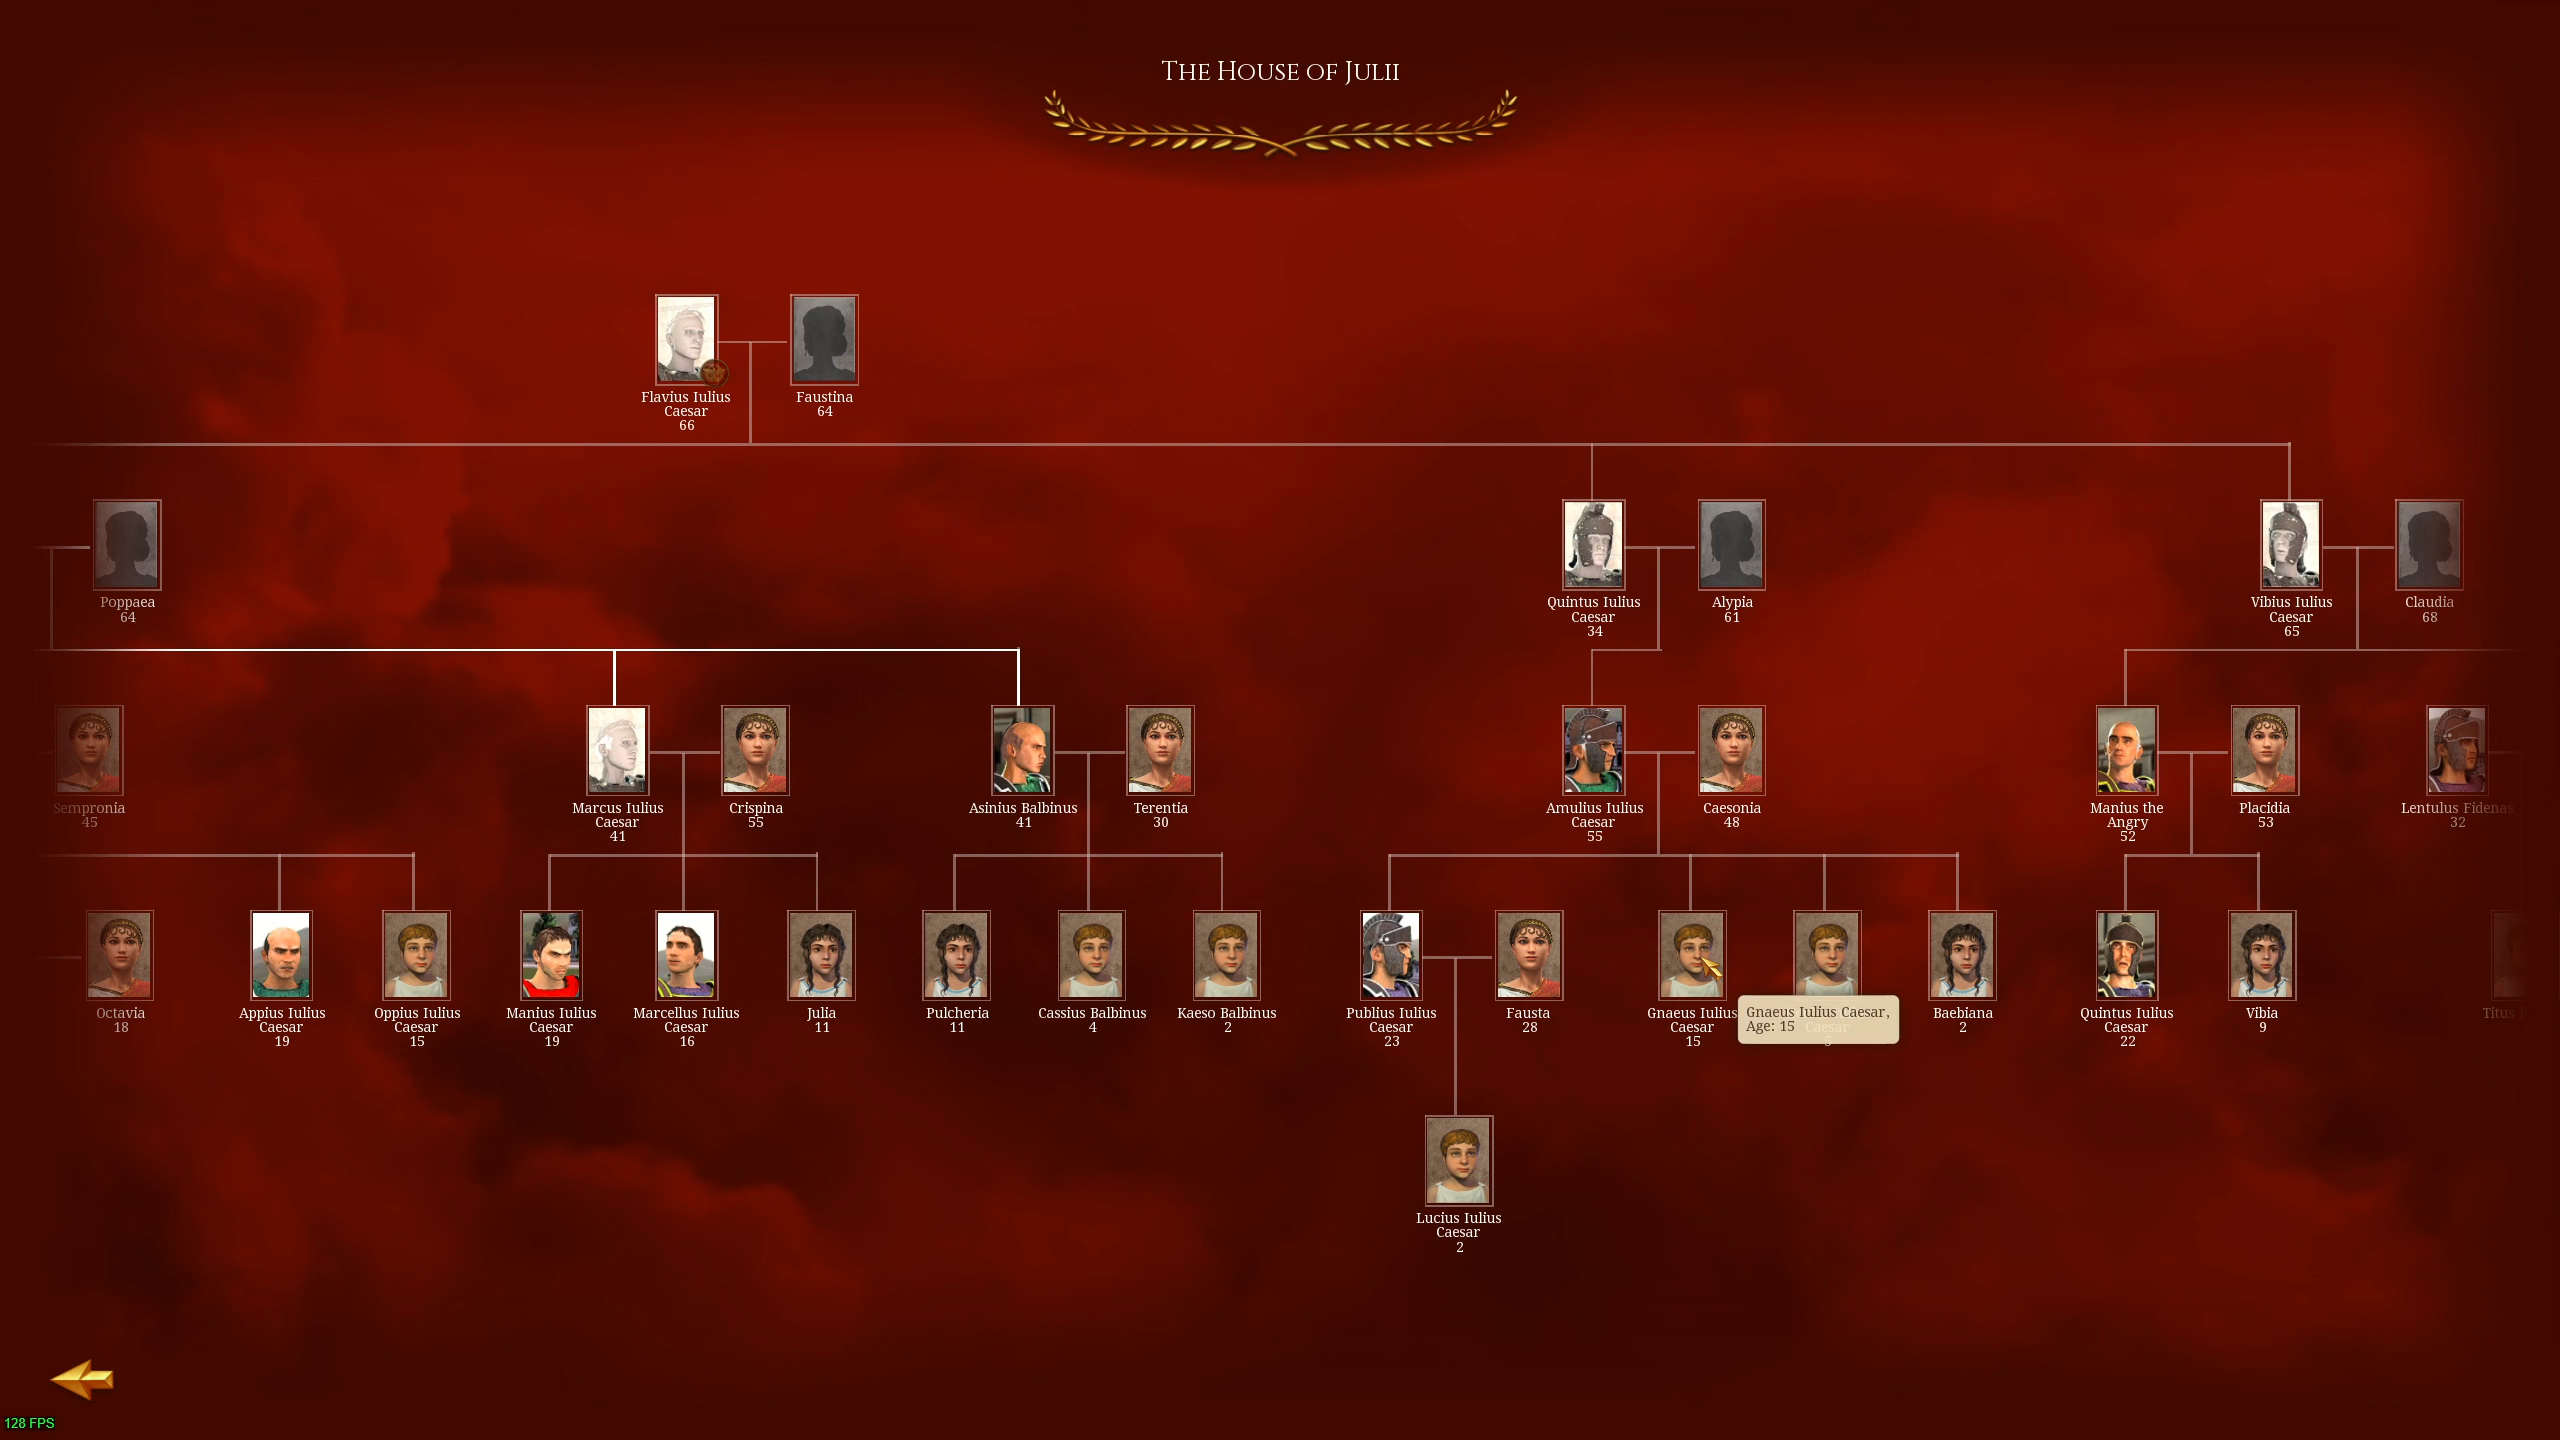 The House of Julii
Flavius Iulius
Caesar
66
Faustina
64
Poppaea
64
Quintus Iulius
Caesar
34
Alypia
61
Vibius Iulius
Caesar
65
Claudia
68
Sempronia
45
Marcus Iulius
Caesar
41
Crispina
55
Asinius Balbinus
41
Terentia
30
Amulius Iulius
Caesar
55
Caesonia
48
Manius the
Angry
52
Placidia
53
Lentulus Fidenas
32
Octavia
18
Appius Iulius
Caesar
19
Oppius Iulius
Caesar
15
Manius Iulius
Caesar
19
Marcellus Iulius
Caesar
16
Julia
11
Pulcheria
11
Cassius Balbinus
4
Kaeso Balbinus
2
Publius Iulius
Caesar
23
Fausta
28
Gnaeus Iulius
Caesar
15
Gnaeus Iulius Caesar,
Age: 15
Caesar
Baebiana
2
Quintus Iulius
Caesar
22
Vibia
9
Titus
Lucius Iulius
Caesar
2
128 FPS